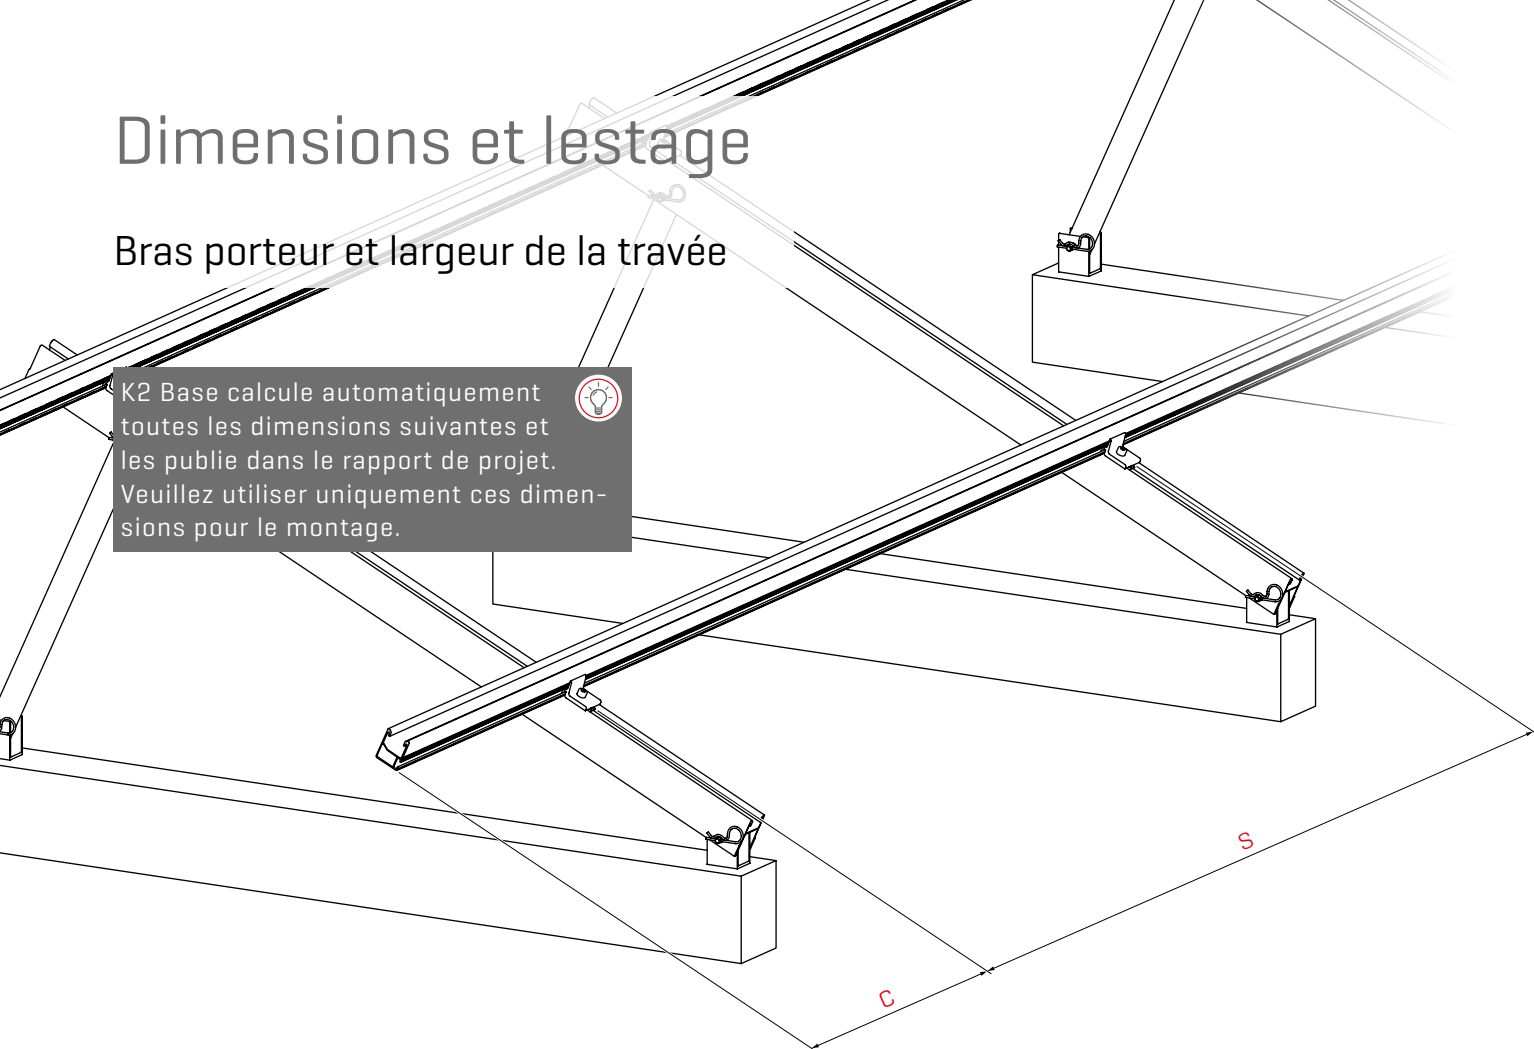 Dimensions et lestage
Bras porteur et largeur de la travée
K2 Base calcule automatiquement
toutes les dimensions suivantes et
les publie dans le rapport de projet.
Veuillez utiliser uniquement ces dimen-
sions pour le montage.
S
C